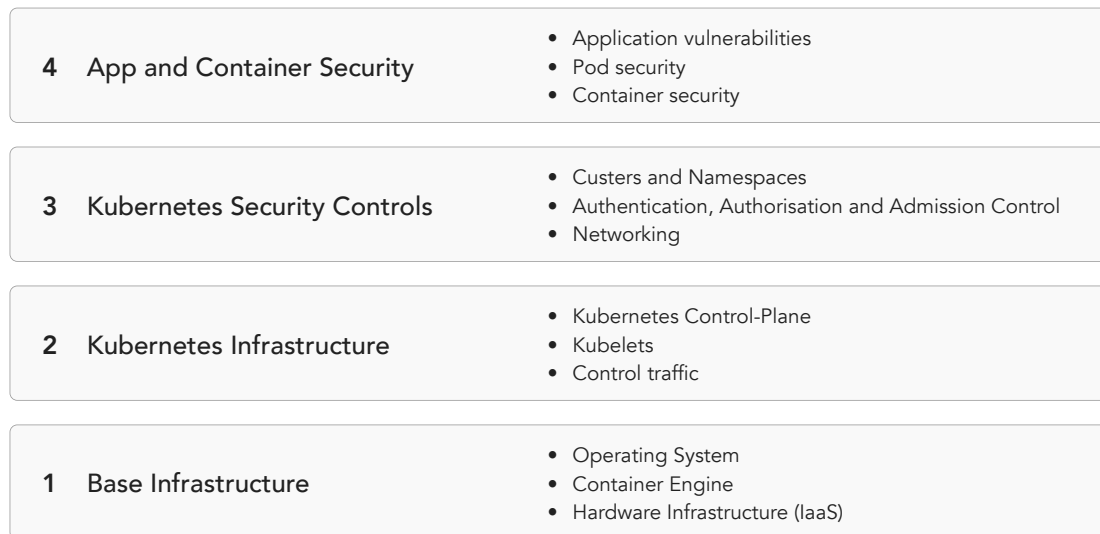 • Application vulnerabilities
4 App and Container Security
• Pod security
• Container security
• Custers and Namespaces
3 Kubernetes Security Controls
• Authentication, Authorisation and Admission Control
• Networking
• Kubernetes Control-Plane
2 Kubernetes Infrastructure
• Kubelets
• Control traffic
• Operating System
1 Base Infrastructure
• Container Engine
• Hardware Infrastructure (IaaS)